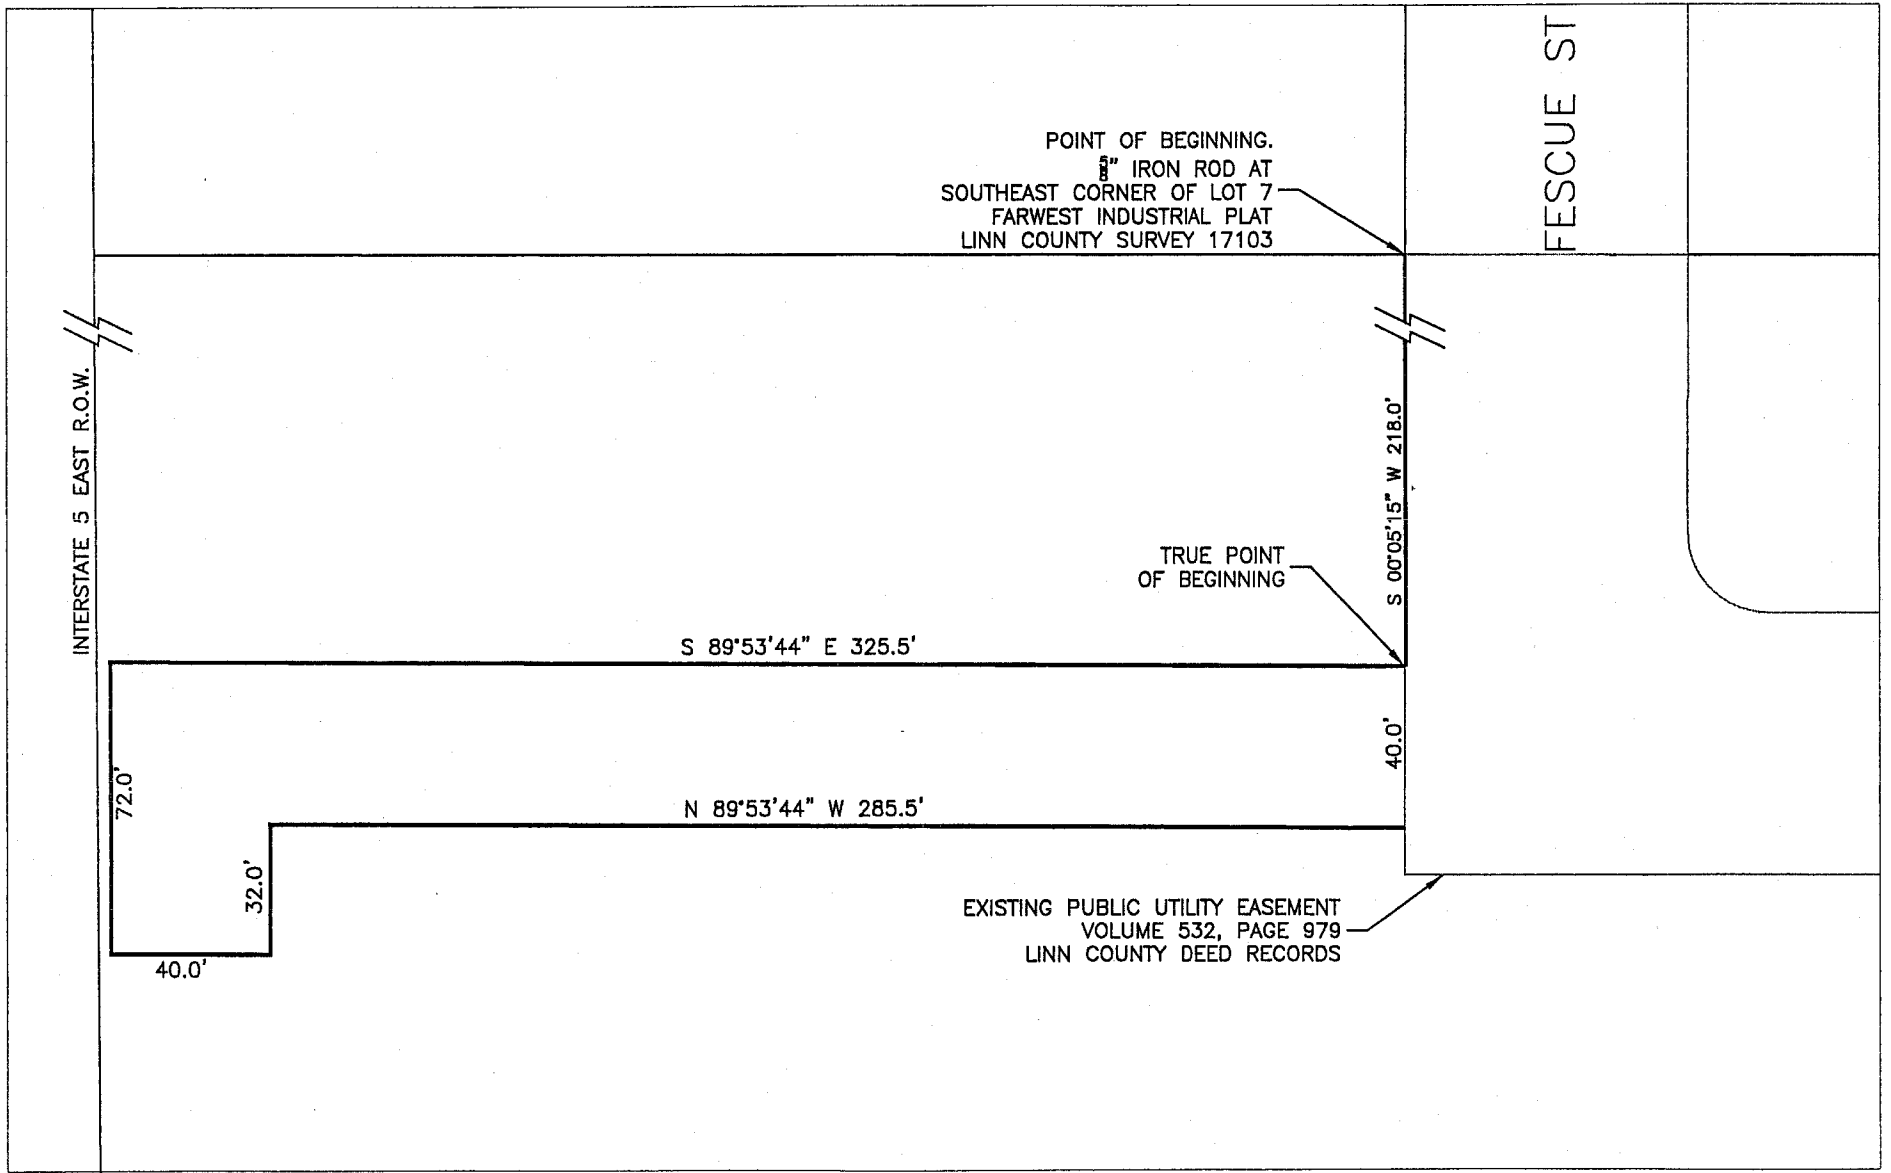 FESCUE ST
POINT OF BEGINNING.
5/8" IRON ROD AT
SOUTHEAST CORNER OF LOT 7
FARWEST INDUSTRIAL PLAT
LINN COUNTY SURVEY 17103
INTERSTATE 5 EAST R.O.W.
S 00°05'15" W 218.0'
TRUE POINT
OF BEGINNING
S 89°53'44" E 325.5'
40.0'
72.0'
N 89°53'44" W 285.5'
32.0'
40.0'
EXISTING PUBLIC UTILITY EASEMENT
VOLUME 532, PAGE 979
LINN COUNTY DEED RECORDS